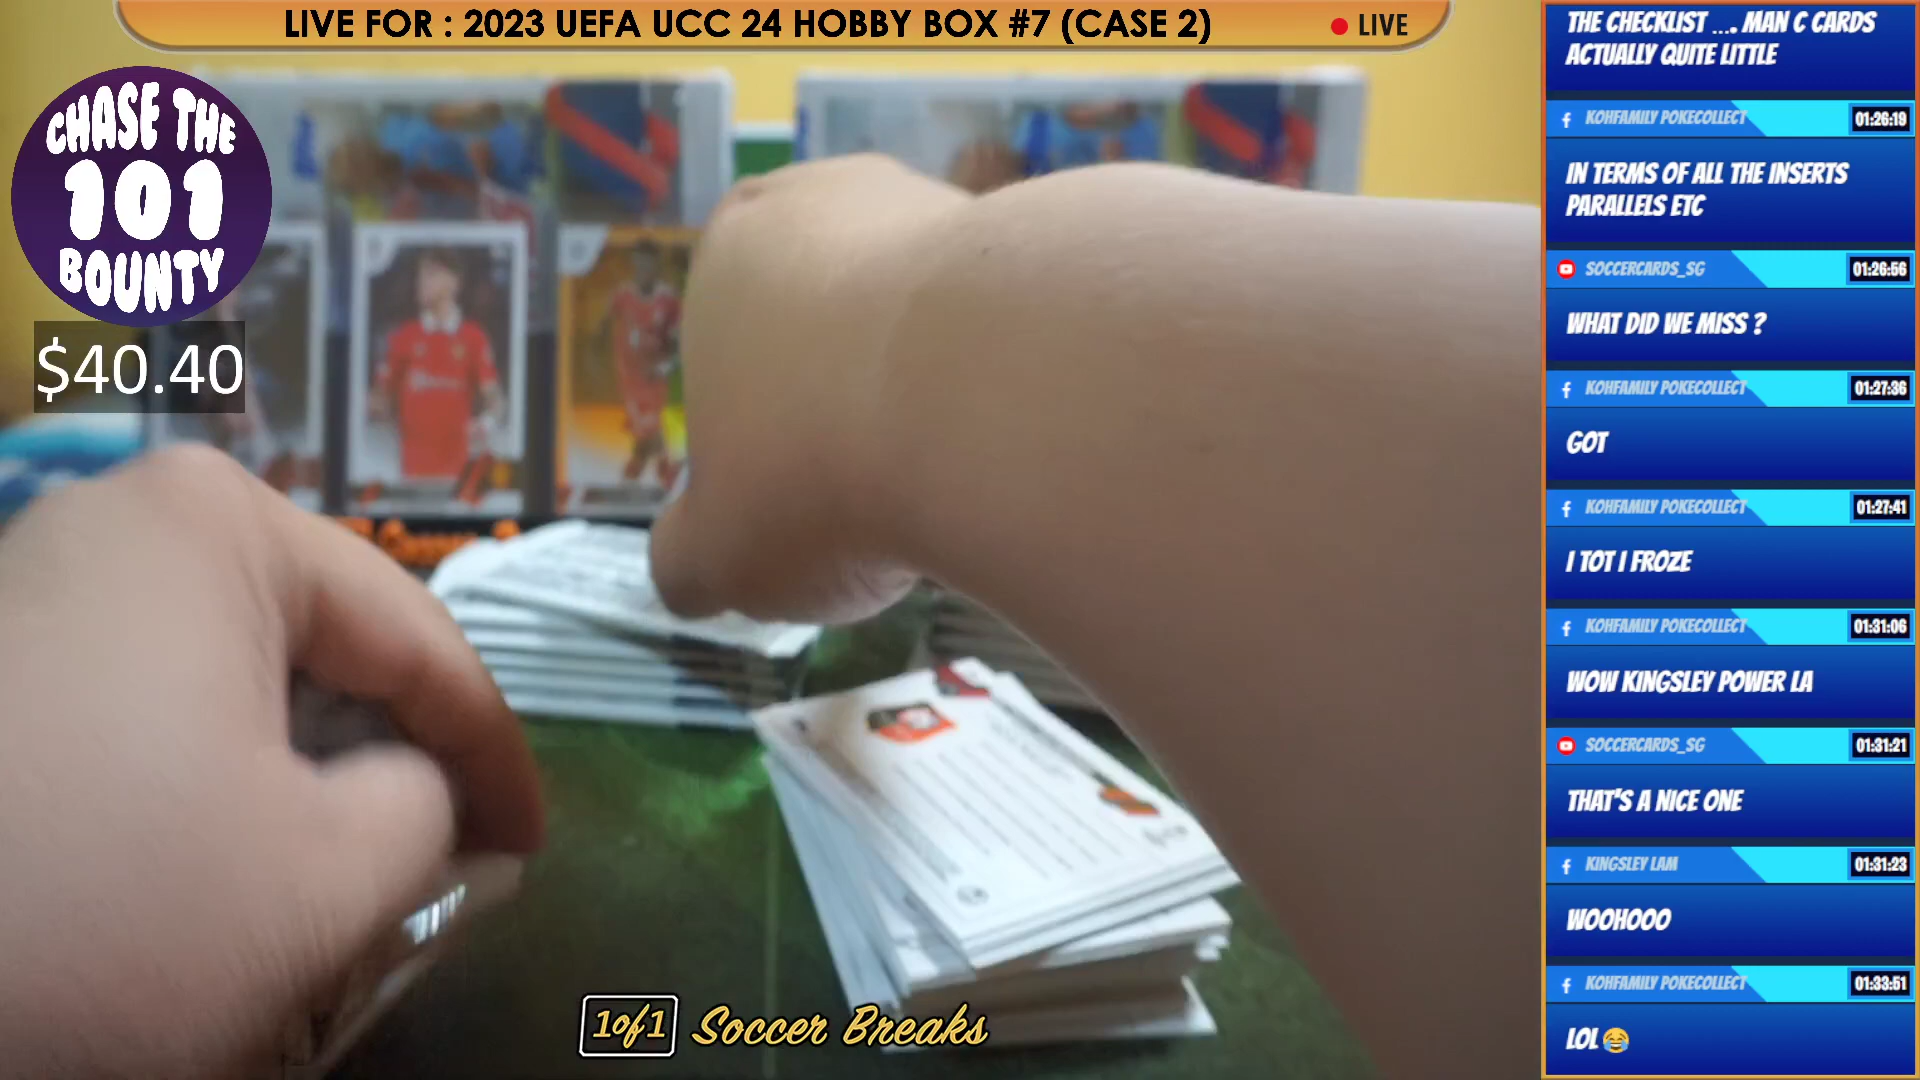 LIVE FOR : 2023 UEFA UCC 24 HOBBY BOX #7 (CASE 2)
LIVE
CHASE THE
101
BOUNTY
$40.40
1of1 Soccer Breaks
THE CHECKLIST .... MAN C CARDS
ACTUALLY QUITE LITTLE
KOHFAMILY POKECOLLECT 01:26:19
IN TERMS OF ALL THE INSERTS
PARALLELS ETC
SOCCERCARDS_SG 01:26:56
WHAT DID WE MISS ?
KOHFAMILY POKECOLLECT 01:27:36
GOT
KOHFAMILY POKECOLLECT 01:27:41
I TOT I FROZE
KOHFAMILY POKECOLLECT 01:31:06
WOW KINGSLEY POWER LA
SOCCERCARDS_SG 01:31:21
THAT'S A NICE ONE
KINGSLEY LAM 01:31:23
WOOHOOO
KOHFAMILY POKECOLLECT 01:33:51
LOL 😂